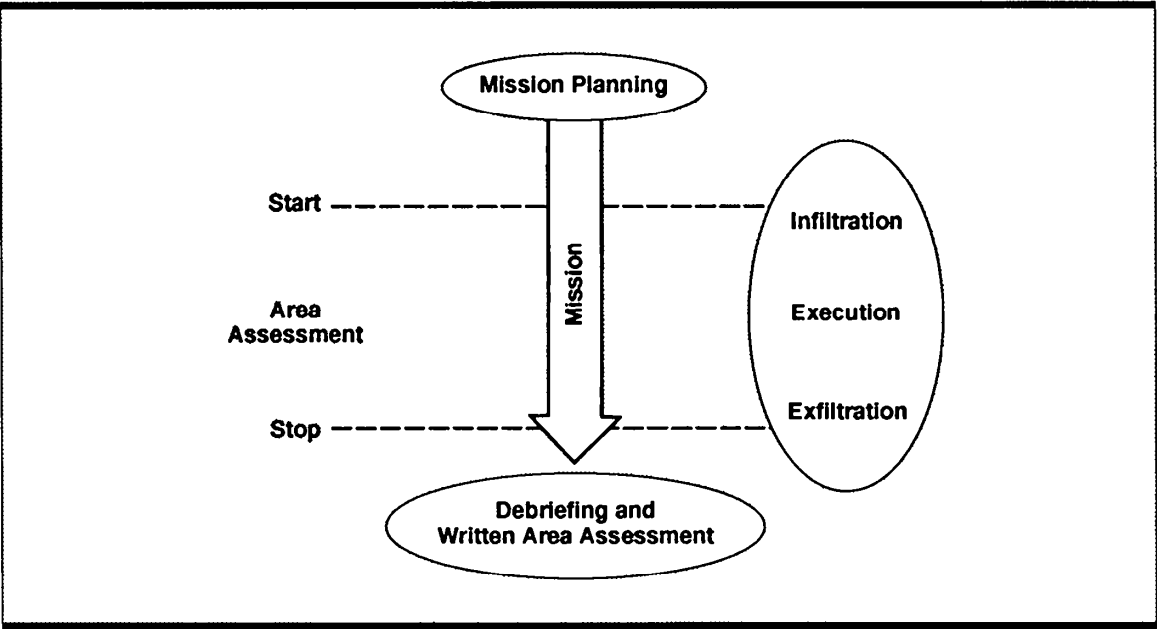 Mission Planning
Start
Infiltration
Mission
Area
Assessment
Execution
Exfiltration
Stop
Debriefing and
Written Area Assessment